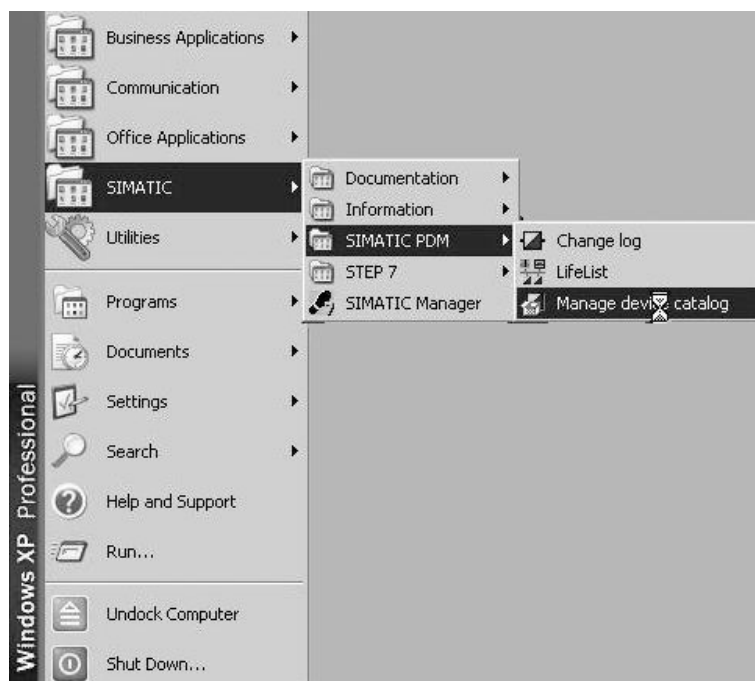 Business Applications
Communication
Office Applications
SIMATIC
Utilities
Programs
Documents
Settings
Search
Help and Support
Run...
Undock Computer
Shut Down...
Windows XP Professional
Documentation
Information
SIMATIC PDM
STEP 7
SIMATIC Manager
Change log
LifeList
Manage device catalog